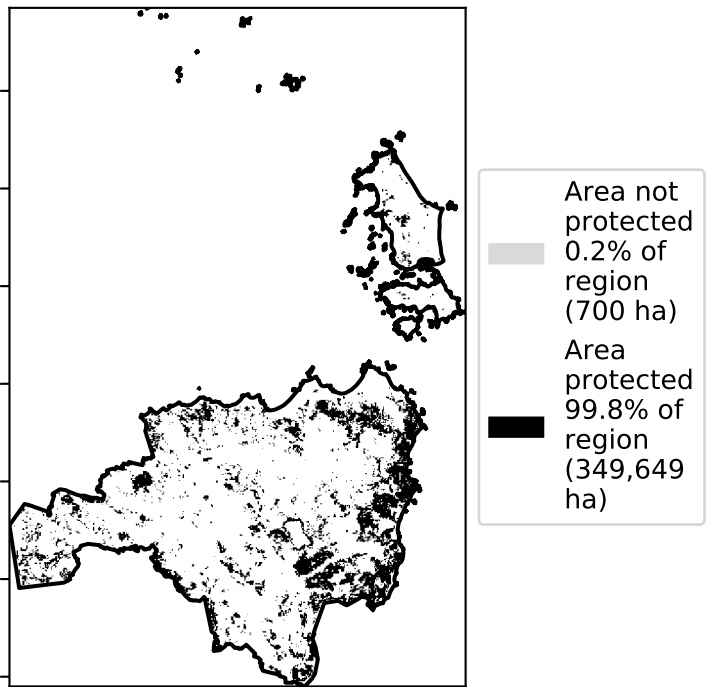 Area not
protected
0.2% of
region
(700 ha)
Area
protected
99.8% of
region
(349,649
ha)